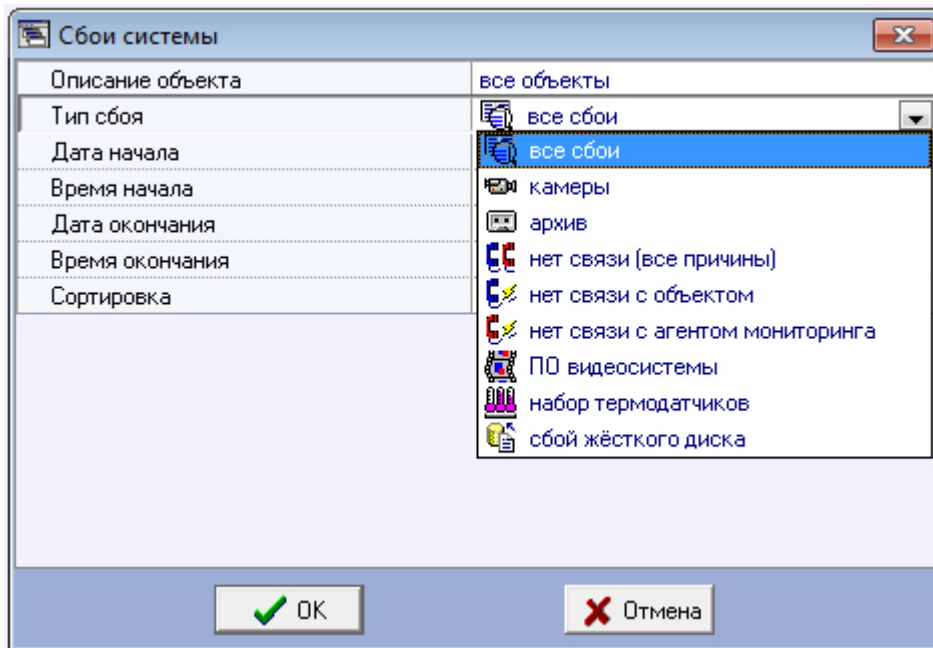 Сбои системы
Описание объекта все объекты
Тип сбоя все сбои
Дата начала все сбои
Время начала камеры
Дата окончания архив
Время окончания нет связи (все причины)
Сортировка нет связи с объектом
нет связи с агентом мониторинга
ПО видеосистемы
набор термодатчиков
сбой жёсткого диска
OK Отмена